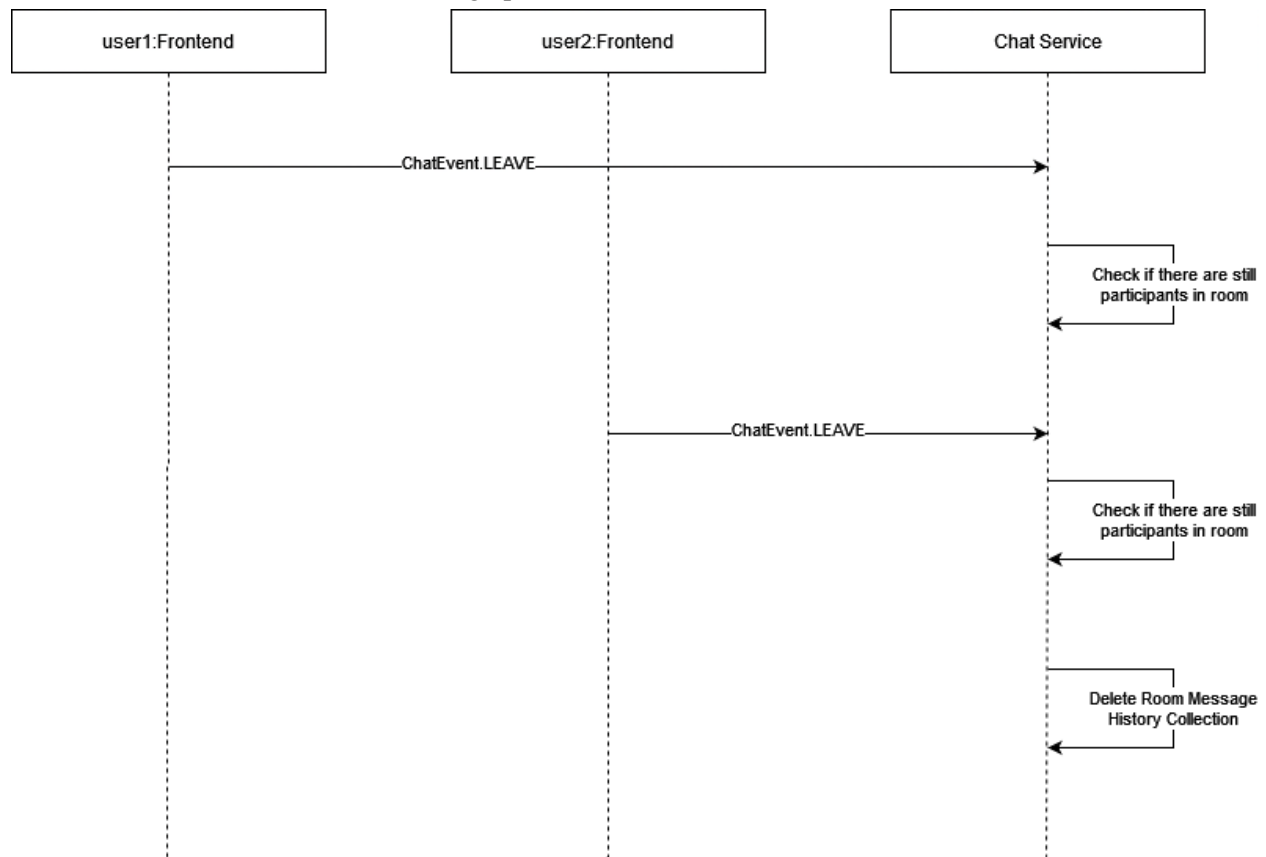 user1:Frontend
user2:Frontend
Chat Service
ChatEvent.LEAVE
Check if there are still
participants in room
ChatEvent.LEAVE
Check if there are still
participants in room
Delete Room Message
History Collection